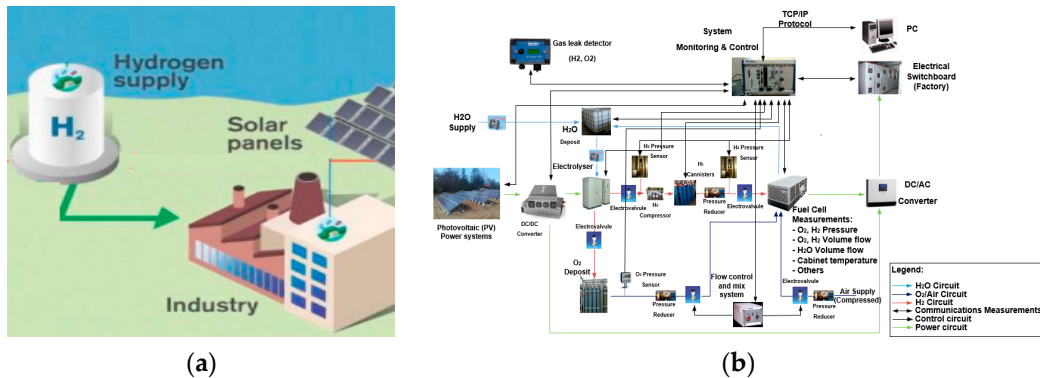 Hydrogen
supply
H2
Solar
panels
Industry
(a)
TCP/IP
Protocol
System
Monitoring & Control
PC
Gas leak detector
(H2, O2)
Electrical
Switchboard
(Factory)
H2O
Supply
H2O
Deposit
H2 Pressure
Sensor
H2
Cannisters
H2 Pressure
Sensor
Electrolyser
Electrovalvule
H2
Compressor
Pressure
Reducer
Electrovalvule
DC/AC
Converter
Photovoltaic (PV)
Power systems
DC/DC
Converter
Electrovalvule
Fuel Cell
Measurements:
- O2, H2 Pressure
- O2, H2 Volume flow
- H2O Volume flow
- Cabinet temperature
- Others
O2
Deposit
O2 Pressure
Sensor
Flow control
and mix
system
Electrovalvule
Air Supply
(Compressed)
Pressure
Reducer
Pressure
Reducer
Legend:
H2O Circuit
O2/Air Circuit
H2 Circuit
Communications Measurements
Control circuit
Power circuit
(b)